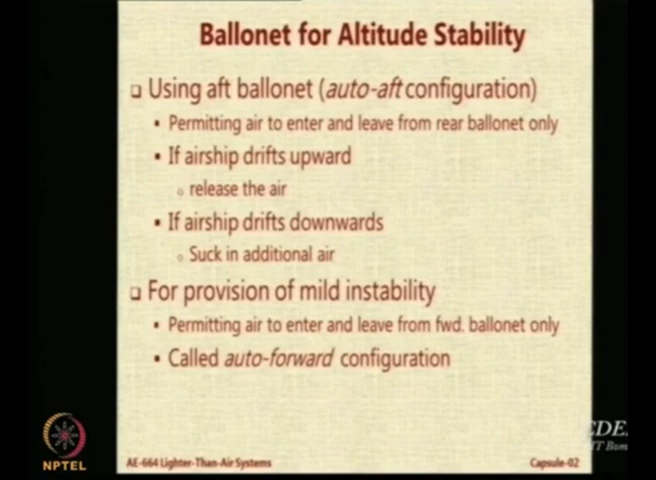 Ballonet for Altitude Stability
Using aft ballonet (auto-aft configuration)
Permitting air to enter and leave from rear ballonet only
If airship drifts upward
release the air
If airship drifts downwards
Suck in additional air
For provision of mild instability
Permitting air to enter and leave from fwd. ballonet only
Called auto-forward configuration
NPTEL
AE-664 Lighter-Than-Air Systems
Capsule-02